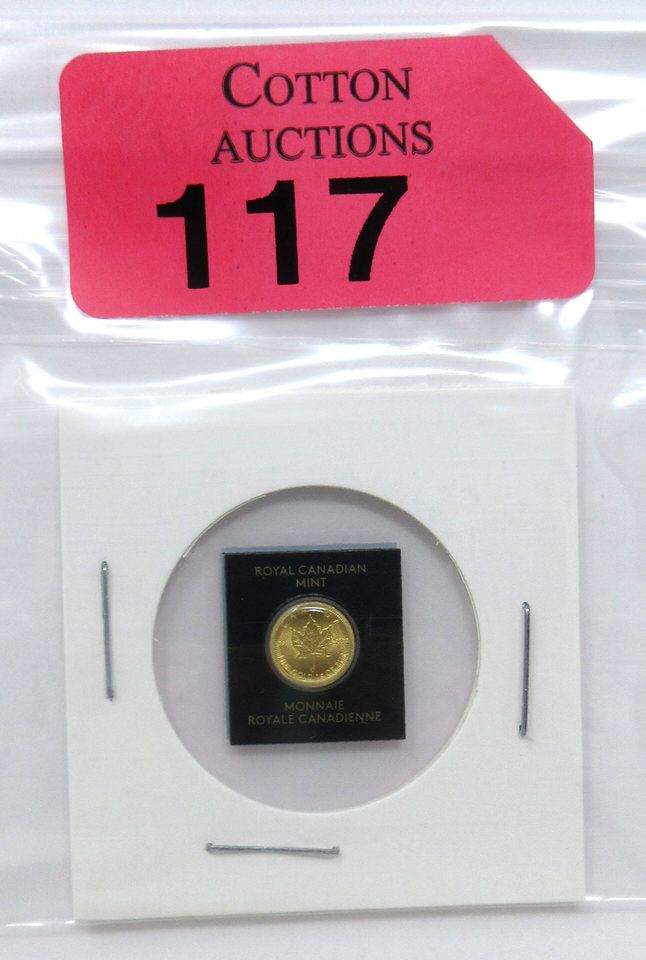 COTTON
AUCTIONS
117
ROYAL CANADIAN
MINT
MONNAIE
ROYALE CANADIENNE